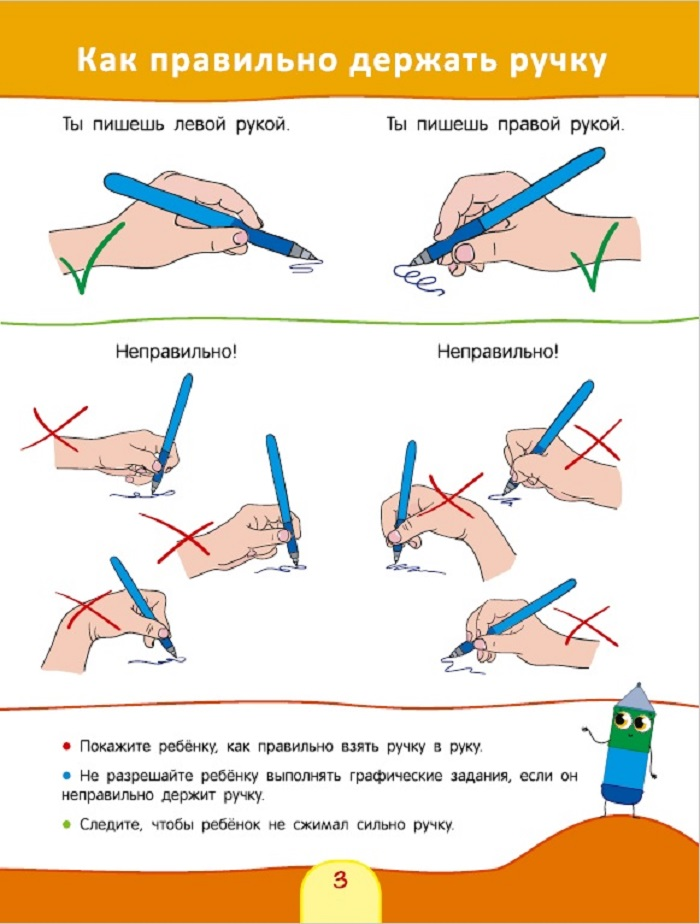 Как правильно держать ручку
Ты пишешь левой рукой.
Ты пишешь правой рукой.
Неправильно!
Неправильно!
• Покажите ребёнку, как правильно взять ручку в руку.
• Не разрешайте ребёнку выполнять графические задания, если он
неправильно держит ручку.
• Следите, чтобы ребёнок не сжимал сильно ручку.
3